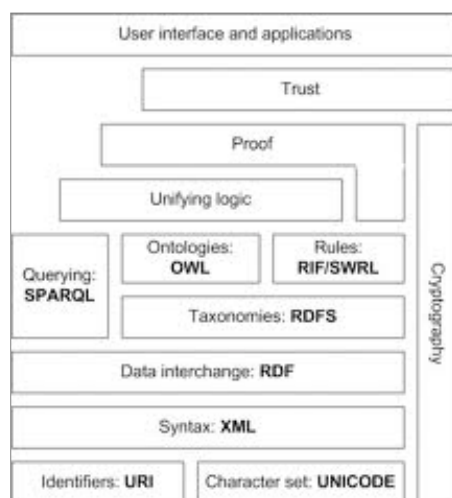 User interface and applications
Trust
Proof
Unifying logic
Querying:
SPARQL
Ontologies:
OWL
Rules:
RIF/SWRL
Taxonomies: RDFS
Data interchange: RDF
Syntax: XML
Identifiers: URI
Character set: UNICODE
Cryptography